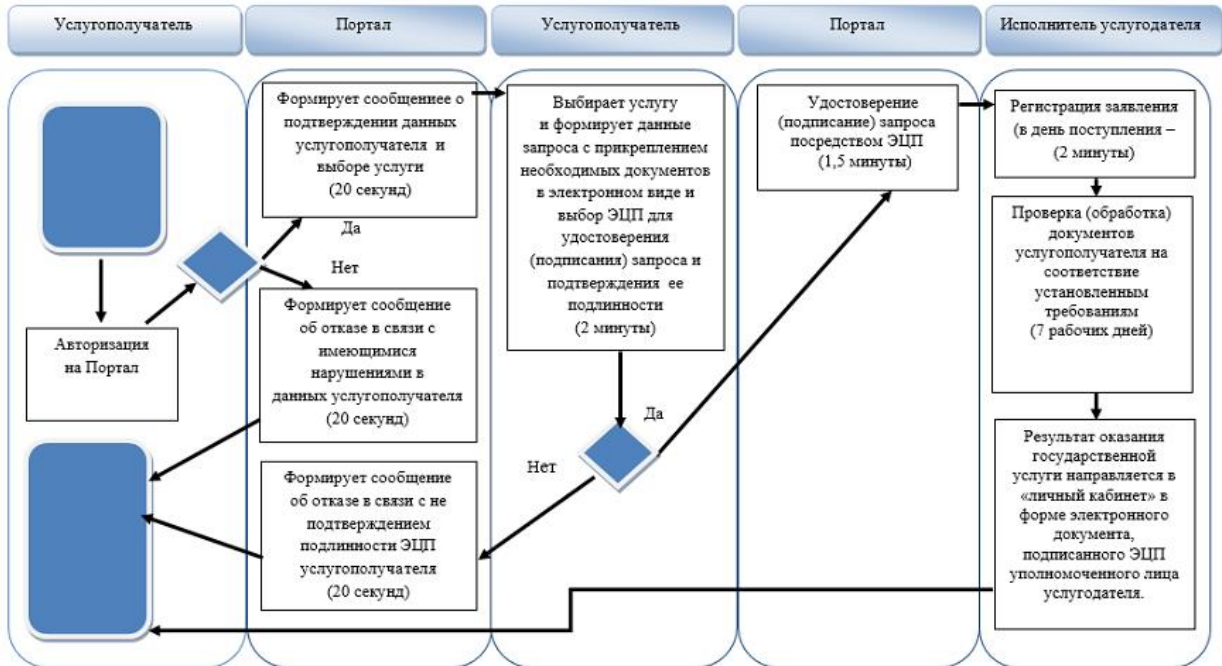 Услугополучатель
Портал
Услугополучатель
Портал
Исполнитель услугодателя
Авторизация
на Портал
Формирует сообщениее о
подтверждении данных
услугополучателя и
выборе услуги
(20 секунд)
Да
Нет
Формирует сообщение
об отказе в связи с
имеющимися
нарушениями в
данных услугополучателя
(20 секунд)
Формирует сообщение
об отказе в связи с не
подтверждением
подлинности ЭЦП
услугополучателя
(20 секунд)
Выбирает услугу
и формирует данные
запроса с прикреплением
необходимых документов
в электронном виде и
выбор ЭЦП для
удостоверения
(подписания) запроса и
подтверждения ее
подлинности
(2 минуты)
Да
Нет
Удостоверение
(подписание) запроса
посредством ЭЦП
(1,5 минуты)
Регистрация заявления
(в день поступления –
(2 минуты)
Проверка (обработка)
документов
услугополучателя на
соответствие
установленным
требованиям
(7 рабочих дней)
Результат оказания
государственной
услуги направляется в
«личный кабинет» в
форме электронного
документа,
подписанного ЭЦП
уполномоченного лица
услугодателя.